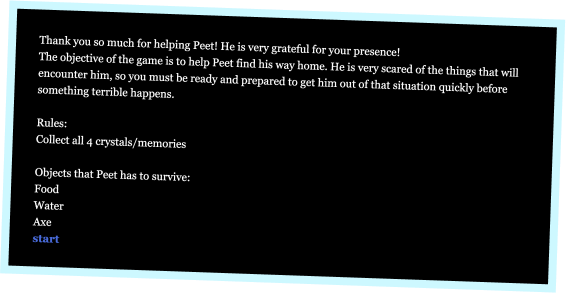 Thank you so much for helping Peet! He is very grateful for your presence!
The objective of the game is to help Peet find his way home. He is very scared of the things that will
encounter him, so you must be ready and prepared to get him out of that situation quickly before
something terrible happens.
Rules:
Collect all 4 crystals/memories
Objects that Peet has to survive:
Food
Water
Axe
start